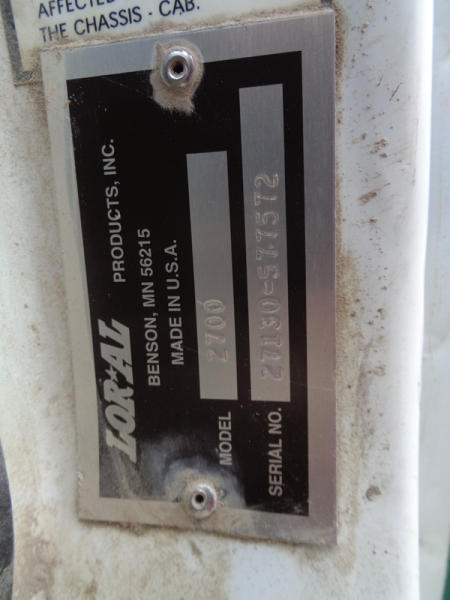 AFFECTED
THE CHASSIS - CAB.
LOR★AL PRODUCTS, INC.
BENSON, MN 56215
MADE IN U.S.A.
MODEL 2700
SERIAL NO. 27130-577572